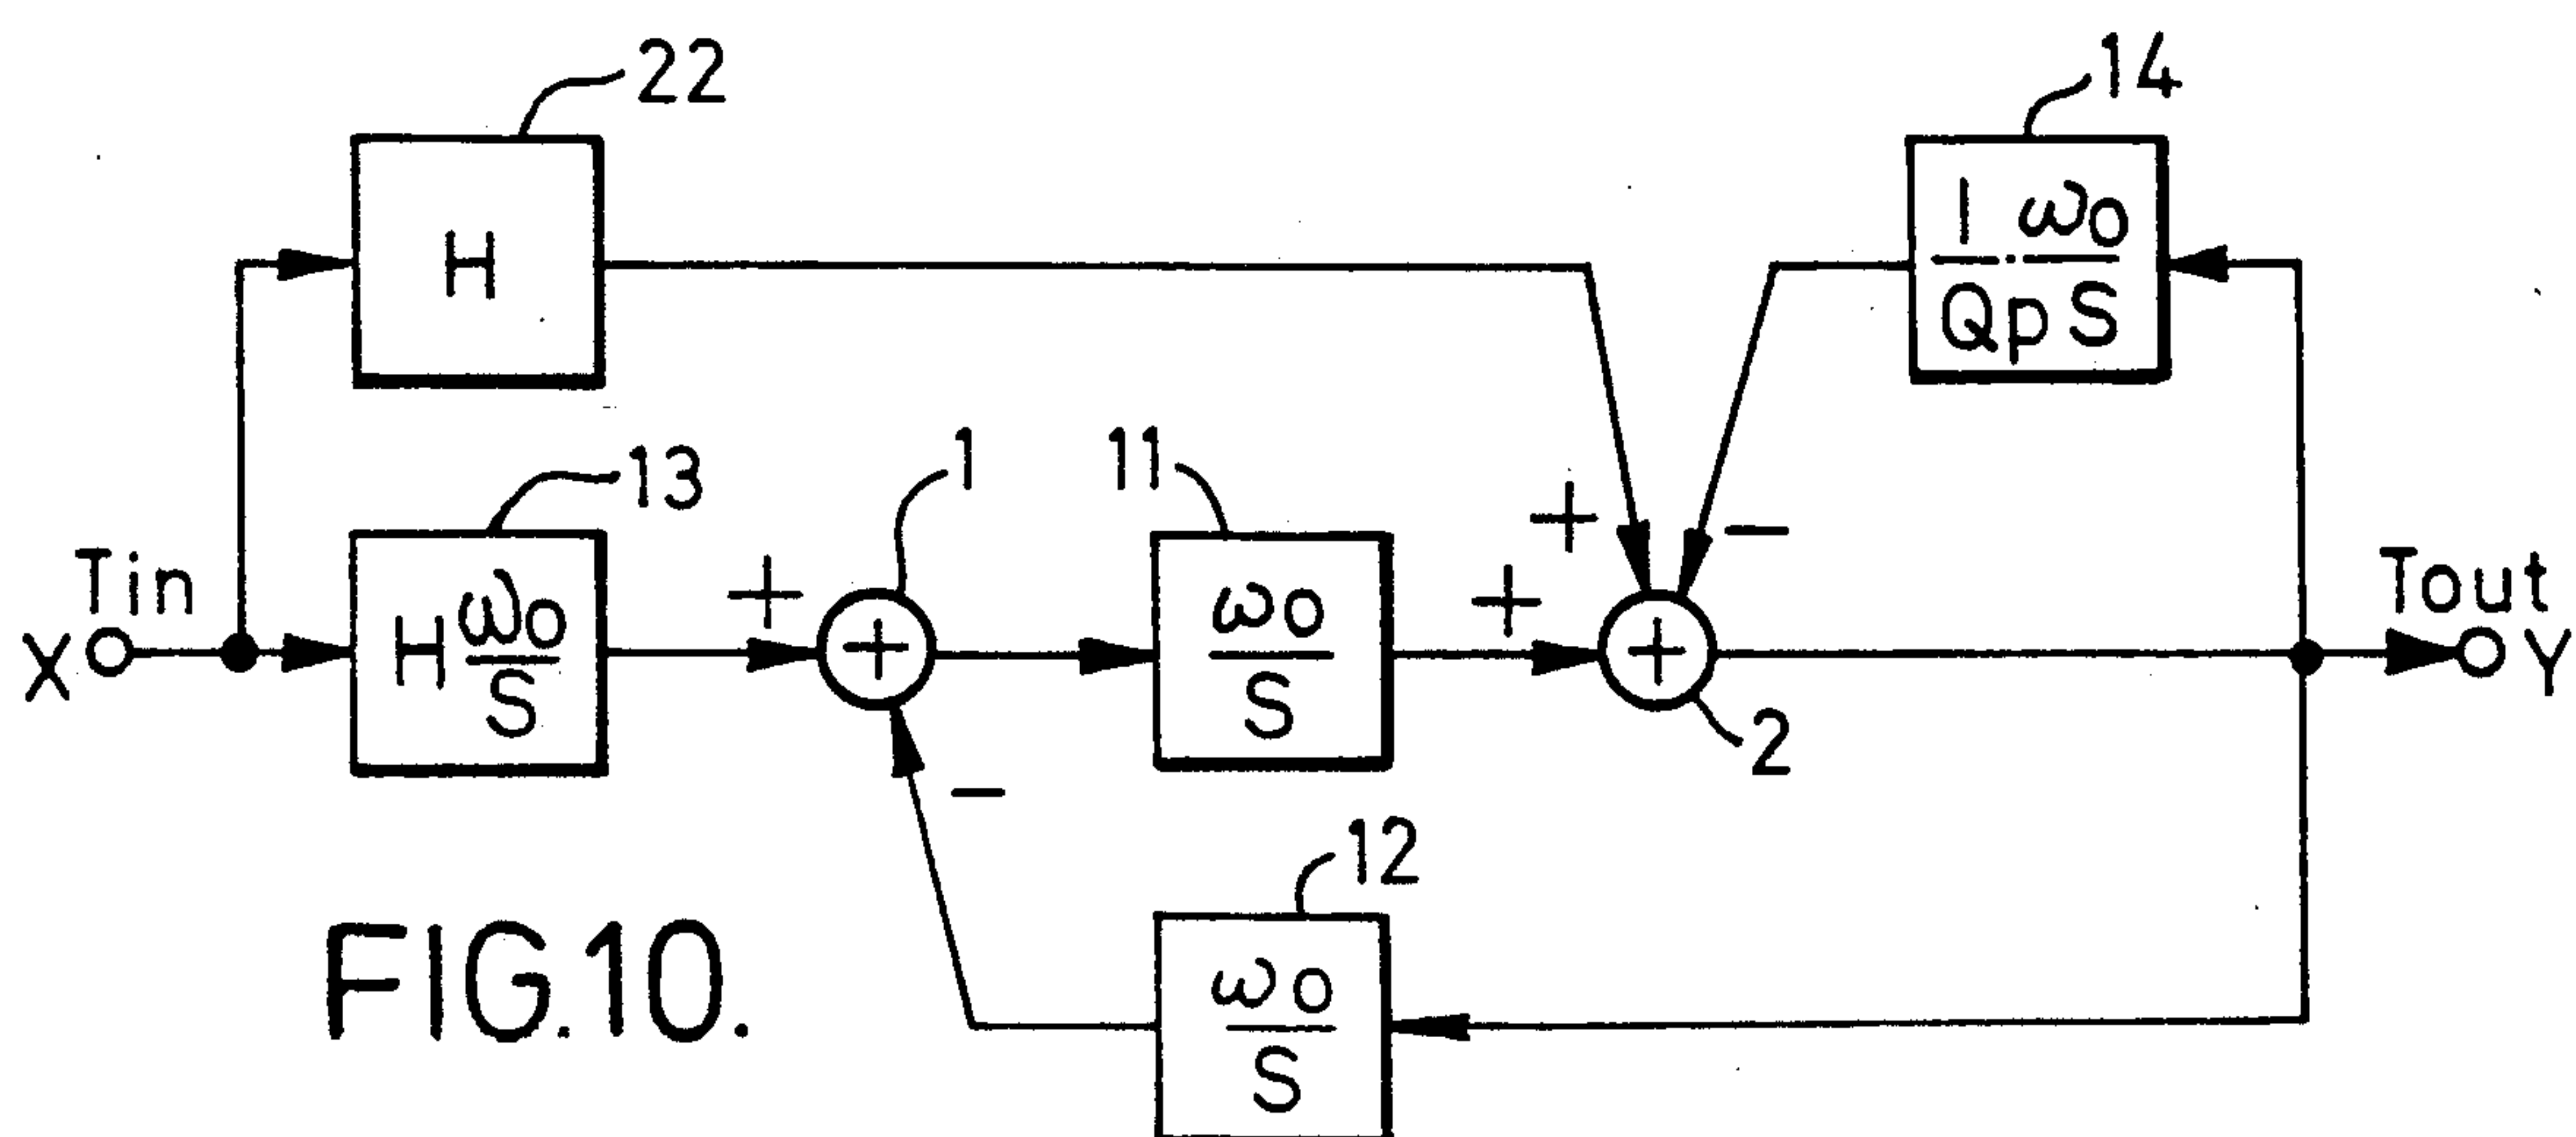 22
14
H
1 ω0
Qp S
13
1
11
+
−
Tin
+
+
Tout
X
H ω0
S
+
ω0
S
+
Y
2
−
12
FIG.10.
ω0
S